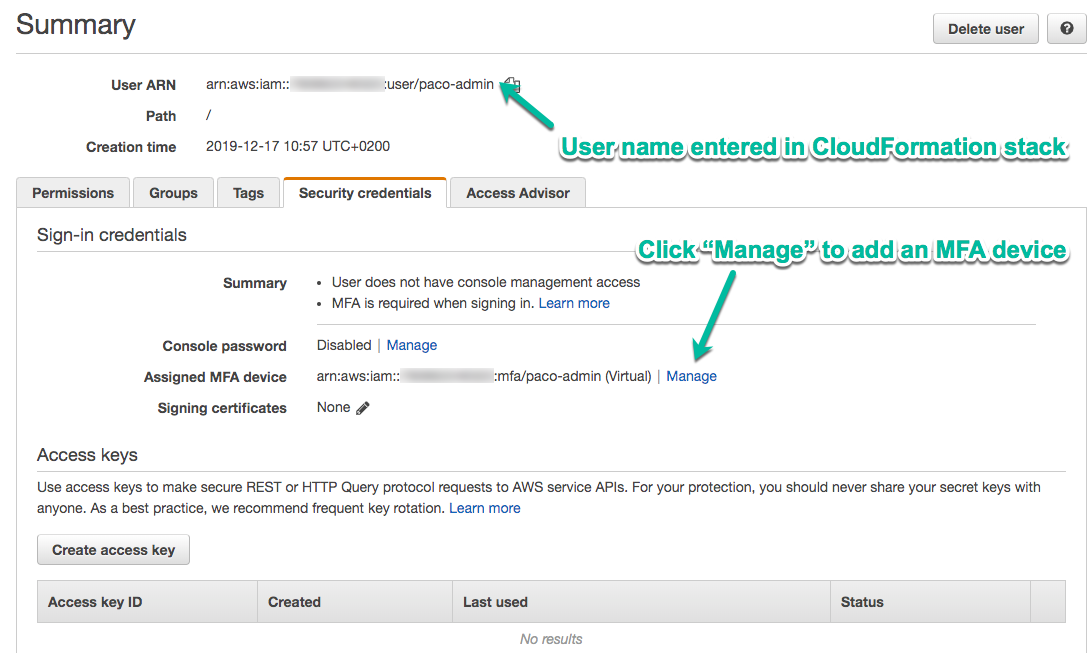 Summary
Delete user
User ARN arn:aws:iam:: :user/paco-admin
Path /
User name entered in CloudFormation stack
Creation time 2019-12-17 10:57 UTC+0200
Permissions Groups Tags Security credentials Access Advisor
Sign-in credentials
Click “Manage” to add an MFA device
Summary • User does not have console management access
• MFA is required when signing in. Learn more
Console password Disabled | Manage
Assigned MFA device arn:aws:iam:: :mfa/paco-admin (Virtual) | Manage
Signing certificates None
Access keys
Use access keys to make secure REST or HTTP Query protocol requests to AWS service APIs. For your protection, you should never share your secret keys with
anyone. As a best practice, we recommend frequent key rotation. Learn more
Create access key
Access key ID Created Last used Status
No results